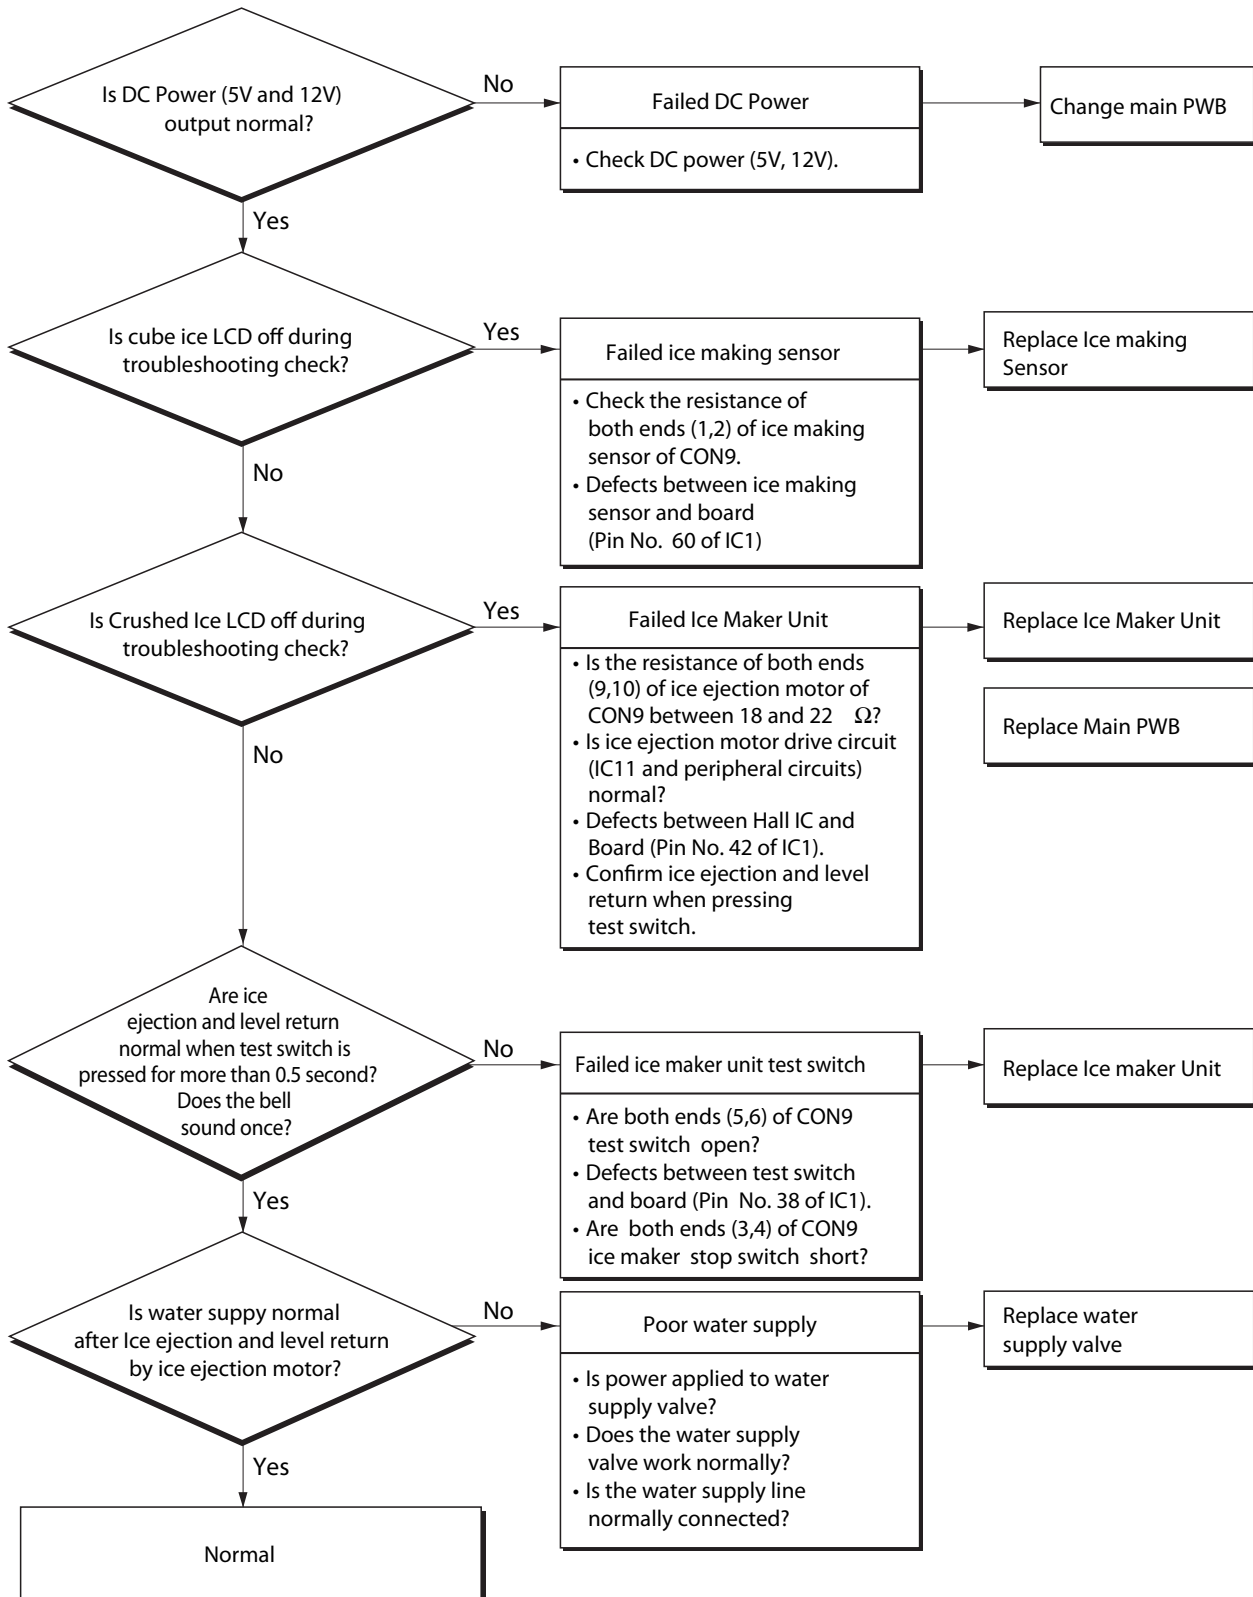 Is DC Power (5V and 12V)
output normal?
No
Failed DC Power
• Check DC power (5V, 12V).
Change main PWB
Yes
Is cube ice LCD off during
troubleshooting check?
Yes
Failed ice making sensor
• Check the resistance of
both ends (1,2) of ice making
sensor of CON9.
• Defects between ice making
sensor and board
(Pin No. 60 of IC1)
Replace Ice making
Sensor
No
Is Crushed Ice LCD off during
troubleshooting check?
Yes
Failed Ice Maker Unit
• Is the resistance of both ends
(9,10) of ice ejection motor of
CON9 between 18 and 22 Ω?
• Is ice ejection motor drive circuit
(IC11 and peripheral circuits)
normal?
• Defects between Hall IC and
Board (Pin No. 42 of IC1).
• Confirm ice ejection and level
return when pressing
test switch.
Replace Ice Maker Unit
Replace Main PWB
No
Are ice
ejection and level return
normal when test switch is
pressed for more than 0.5 second?
Does the bell
sound once?
No
Failed ice maker unit test switch
• Are both ends (5,6) of CON9
test switch open?
• Defects between test switch
and board (Pin No. 38 of IC1).
• Are both ends (3,4) of CON9
ice maker stop switch short?
Replace Ice maker Unit
Yes
Is water suppy normal
after Ice ejection and level return
by ice ejection motor?
No
Poor water supply
• Is power applied to water
supply valve?
• Does the water supply
valve work normally?
• Is the water supply line
normally connected?
Replace water
supply valve
Yes
Normal